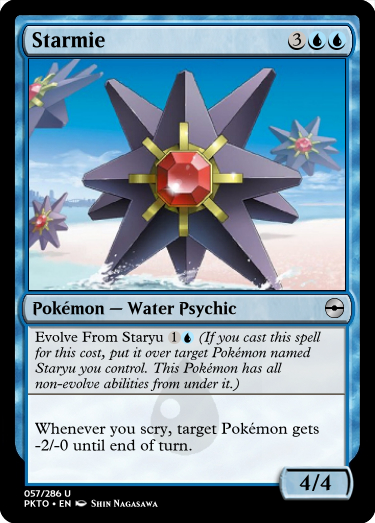 Starmie 3
Pokémon — Water Psychic
Evolve From Staryu 1 (If you cast this spell
for this cost, put it over target Pokémon named
Staryu you control. This Pokémon has all
non-evolve abilities from under it.)
Whenever you scry, target Pokémon gets
-2/-0 until end of turn.
4/4
057/286 U
PKTO • EN Shin Nagasawa